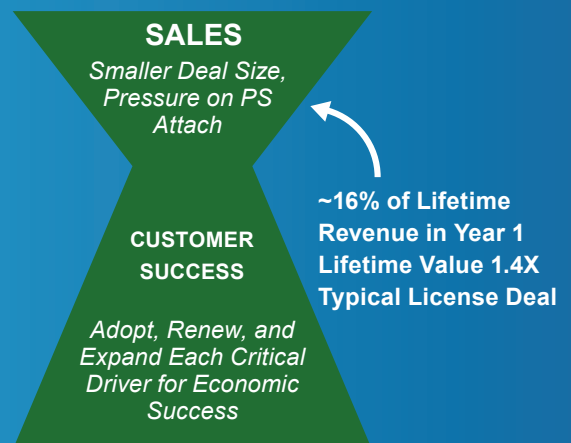 SALES
Smaller Deal Size,
Pressure on PS
Attach
~16% of Lifetime
Revenue in Year 1
Lifetime Value 1.4X
Typical License Deal
CUSTOMER
SUCCESS
Adopt, Renew, and
Expand Each Critical
Driver for Economic
Success